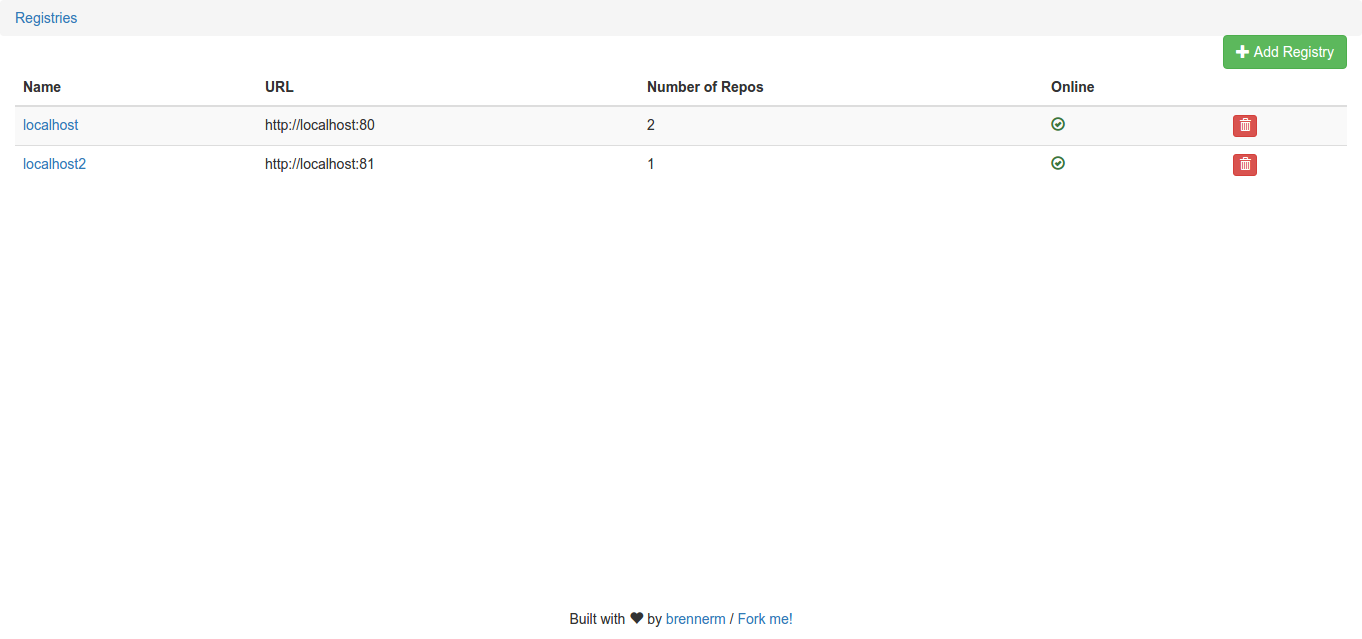 Registries
Add Registry
Name URL Number of Repos Online
localhost http://localhost:80 2
localhost2 http://localhost:81 1
Built with ♥ by brennerm / Fork me!